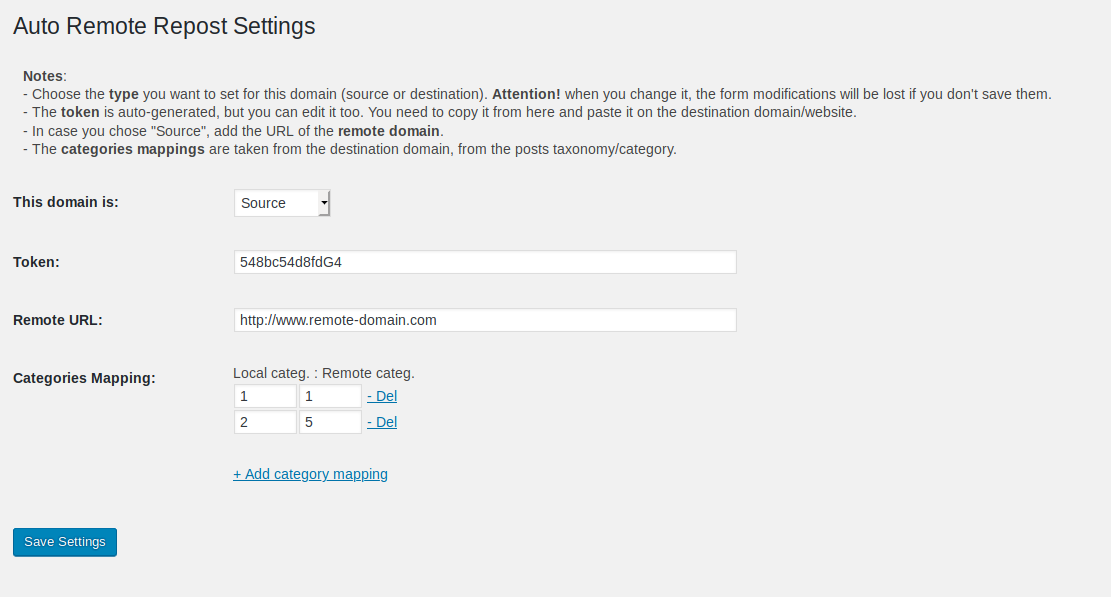 Auto Remote Repost Settings
Notes:
- Choose the type you want to set for this domain (source or destination). Attention! when you change it, the form modifications will be lost if you don't save them.
- The token is auto-generated, but you can edit it too. You need to copy it from here and paste it on the destination domain/website.
- In case you chose "Source", add the URL of the remote domain.
- The categories mappings are taken from the destination domain, from the posts taxonomy/category.
This domain is: Source
Token: 548bc54d8fdG4
Remote URL: http://www.remote-domain.com
Categories Mapping: Local categ. : Remote categ.
1 1 - Del
2 5 - Del
+ Add category mapping
Save Settings